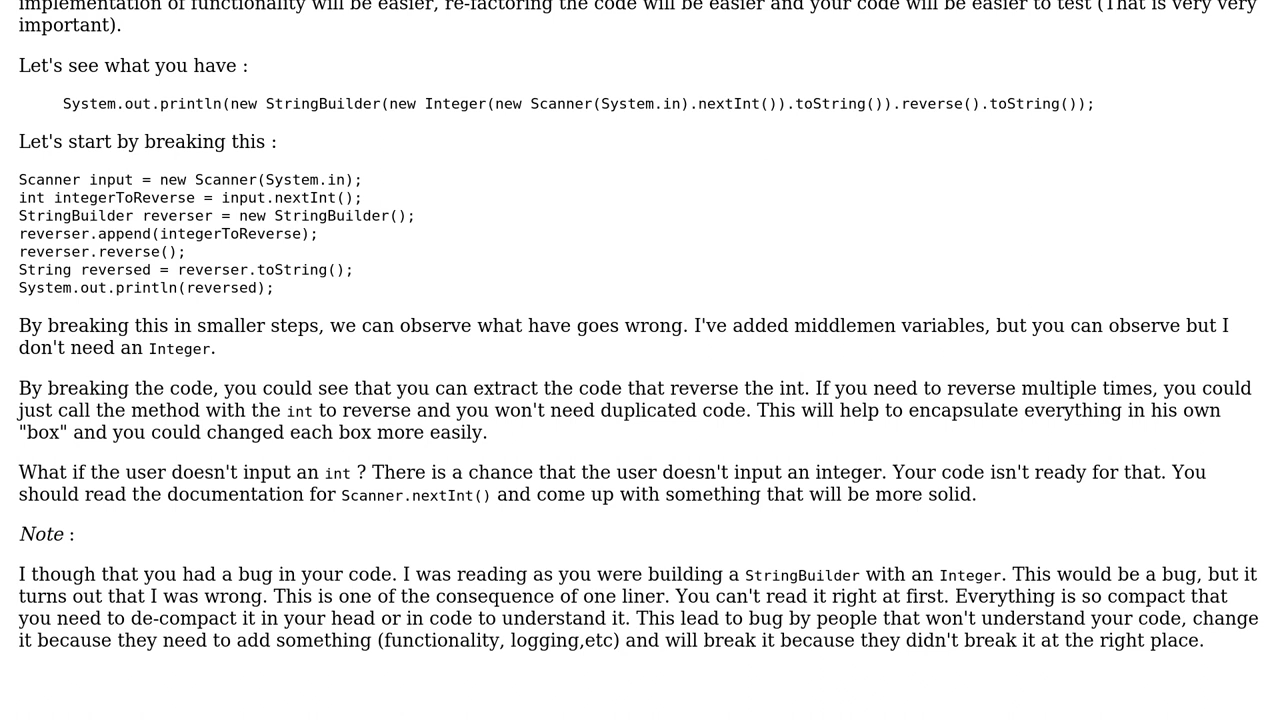 implementation of functionality will be easier, re-factoring the code will be easier and your code will be easier to test (That is very very
important).
Let's see what you have :
System.out.println(new StringBuilder(new Integer(new Scanner(System.in).nextInt()).toString()).reverse().toString());
Let's start by breaking this :
Scanner input = new Scanner(System.in);
int integerToReverse = input.nextInt();
StringBuilder reverser = new StringBuilder();
reverser.append(integerToReverse);
reverser.reverse();
String reversed = reverser.toString();
System.out.println(reversed);
By breaking this in smaller steps, we can observe what have goes wrong. I've added middlemen variables, but you can observe but I
don't need an Integer.
By breaking the code, you could see that you can extract the code that reverse the int. If you need to reverse multiple times, you could
just call the method with the int to reverse and you won't need duplicated code. This will help to encapsulate everything in his own
"box" and you could changed each box more easily.
What if the user doesn't input an int ? There is a chance that the user doesn't input an integer. Your code isn't ready for that. You
should read the documentation for Scanner.nextInt() and come up with something that will be more solid.
Note :
I though that you had a bug in your code. I was reading as you were building a StringBuilder with an Integer. This would be a bug, but it
turns out that I was wrong. This is one of the consequence of one liner. You can't read it right at first. Everything is so compact that
you need to de-compact it in your head or in code to understand it. This lead to bug by people that won't understand your code, change
it because they need to add something (functionality, logging,etc) and will break it because they didn't break it at the right place.